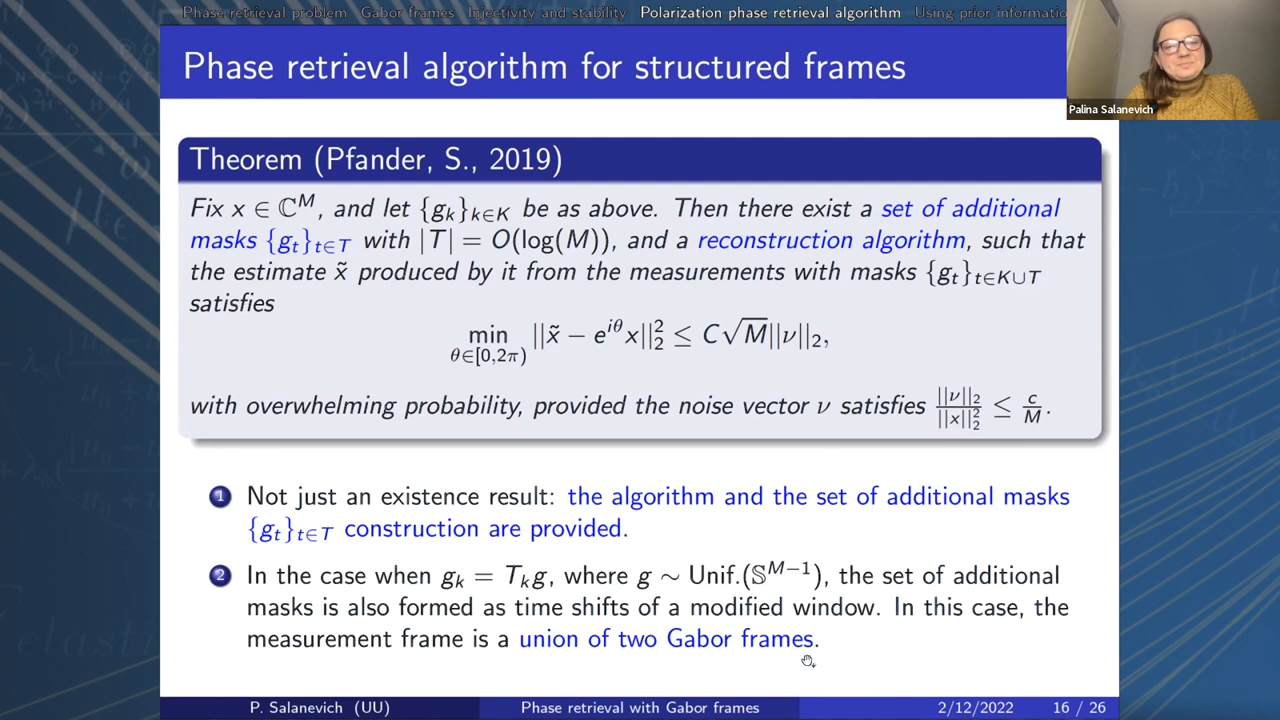 Phase retrieval problem Gabor frames Injectivity and stability Polarization phase retrieval algorithm Using prior informatio
Phase retrieval algorithm for structured frames
Palina Salanevich
Theorem (Pfander, S., 2019)
Fix x ∈ ℂ^M, and let {g_k}_{k∈K} be as above. Then there exist a set of additional
masks {g_t}_{t∈T} with |T| = O(log(M)), and a reconstruction algorithm, such that
the estimate x̃ produced by it from the measurements with masks {g_t}_{t∈K∪T}
satisfies
min_{θ∈[0,2π)} ||x̃ − e^{iθ}x||_2^2 ≤ C√M||ν||_2,
with overwhelming probability, provided the noise vector ν satisfies ||ν||_2 / ||x||_2^2 ≤ c/M.
1 Not just an existence result: the algorithm and the set of additional masks
{g_t}_{t∈T} construction are provided.
2 In the case when g_k = T_k g, where g ∼ Unif.(𝕊^{M−1}), the set of additional
masks is also formed as time shifts of a modified window. In this case, the
measurement frame is a union of two Gabor frames.
P. Salanevich (UU) Phase retrieval with Gabor frames 2/12/2022 16 / 26